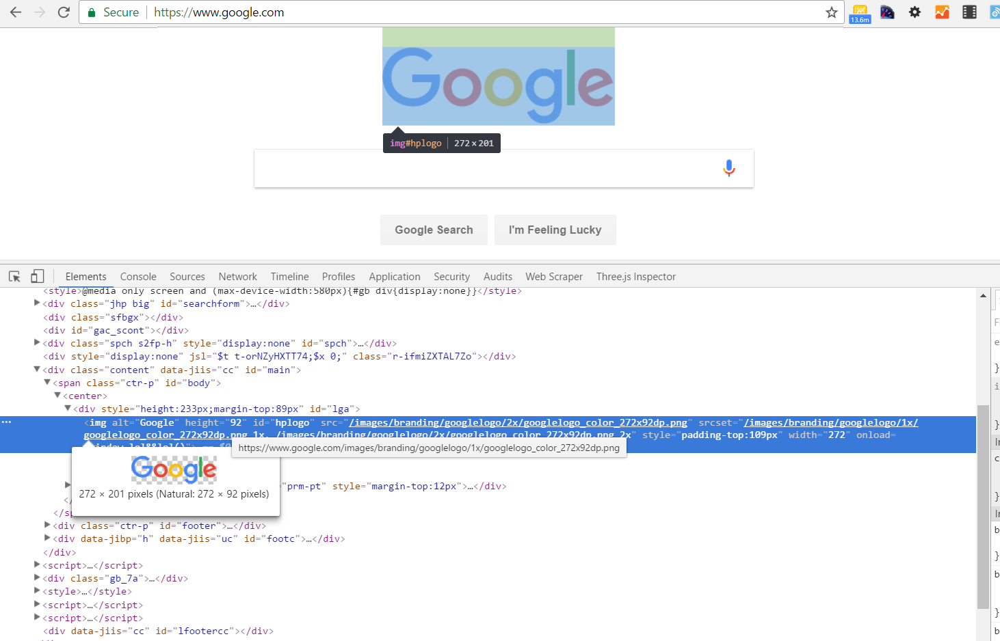 Secure https://www.google.com
13.6m
Google
img#hplogo 272 × 201
Google Search I'm Feeling Lucky
Elements Console Sources Network Timeline Profiles Application Security Audits Web Scraper Three.js Inspector
<style>@media only screen and (max-device-width:580px){#gb div{display:none}}</style>
<div class="jhp big" id="searchform">…</div>
<div class="sfbgx"></div>
<div id="gac_scont"></div>
<div class="spch s2fp-h" style="display:none" id="spch">…</div>
<div style="display:none" jsl="$t t-orNZyHXTT74;$x 0;" class="r-ifmiZXTAL7Zo"></div>
<div class="content" data-jiis="cc" id="main">
<span class="ctr-p" id="body">
<center>
<div style="height:233px;margin-top:89px" id="lga">
<img alt="Google" height="92" id="hplogo" src="/images/branding/googlelogo/2x/googlelogo_color_272x92dp.png" srcset="/images/branding/googlelogo/1x/
googlelogo_color_272x92dp.png 1x, /images/branding/googlelogo/2x/googlelogo_color_272x92dp.png 2x" style="padding-top:109px" width="272" onload=
https://www.google.com/images/branding/googlelogo/1x/googlelogo_color_272x92dp.png
Google
272 × 201 pixels (Natural: 272 × 92 pixels)
"prm-pt" style="margin-top:12px">…</div>
<div class="ctr-p" id="footer">…</div>
<div data-jibp="h" data-jiis="uc" id="footc">…</div>
</div>
<script>…</script>
<div class="gb_7a">…</div>
<style>…</style>
<script>…</script>
<script>…</script>
<div data-jiis="cc" id="lfootercc"></div>